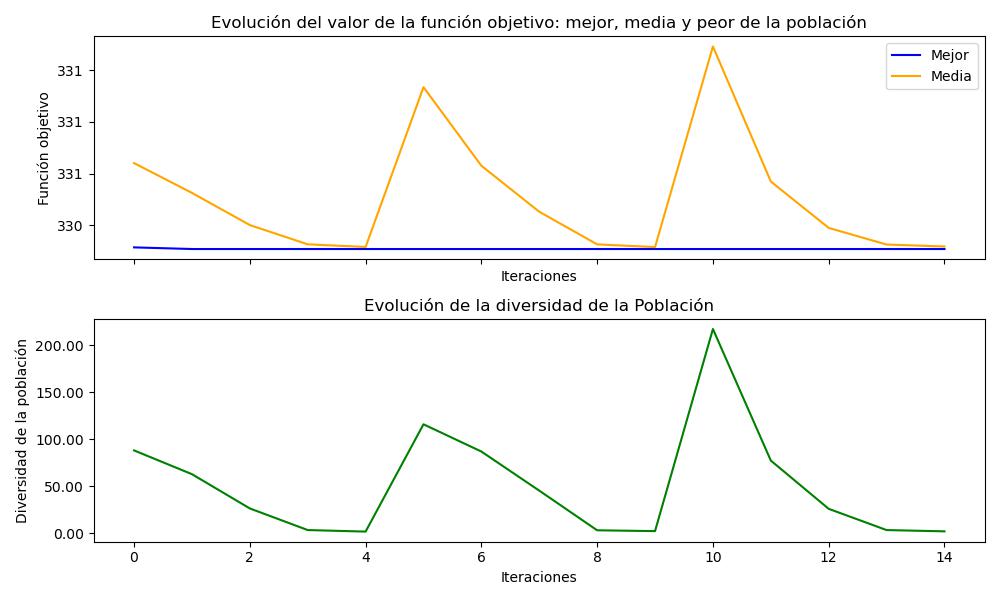 Evolución del valor de la función objetivo: mejor, media y peor de la población
Función objetivo
331
331
331
330
Mejor
Media
Iteraciones
Evolución de la diversidad de la Población
Diversidad de la población
200.00
150.00
100.00
50.00
0.00
0 2 4 6 8 10 12 14
Iteraciones